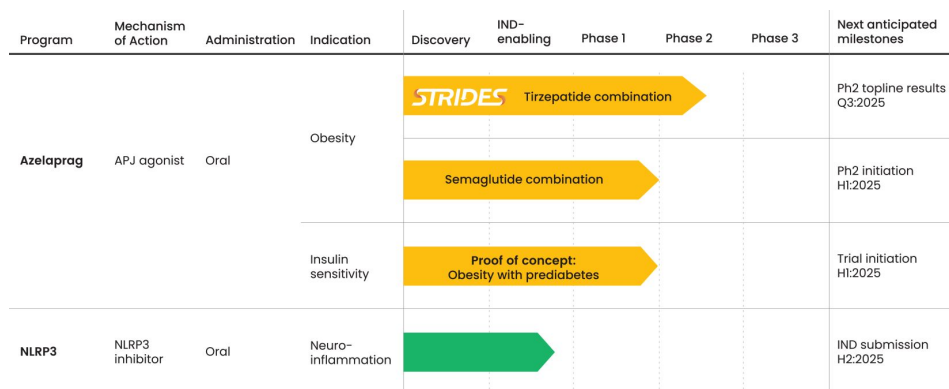 Program
Mechanism
of Action
Administration
Indication
Discovery
IND-
enabling
Phase 1
Phase 2
Phase 3
Next anticipated
milestones
Azelaprag
APJ agonist
Oral
Obesity
STRIDES Tirzepatide combination
Ph2 topline results
Q3:2025
Semaglutide combination
Ph2 initiation
H1:2025
Insulin
sensitivity
Proof of concept:
Obesity with prediabetes
Trial initiation
H1:2025
NLRP3
NLRP3
inhibitor
Oral
Neuro-
inflammation
IND submission
H2:2025